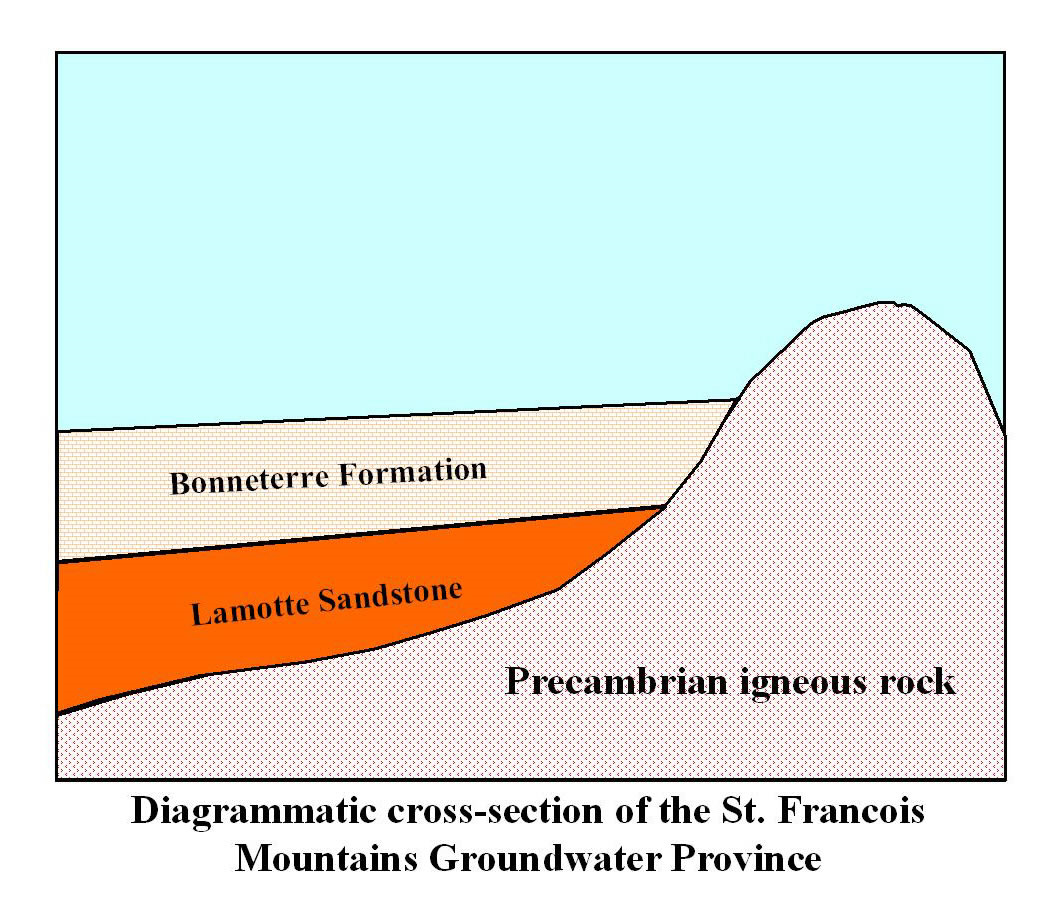 Bonneterre Formation
Lamotte Sandstone
Precambrian igneous rock
Diagrammatic cross-section of the St. Francois
Mountains Groundwater Province